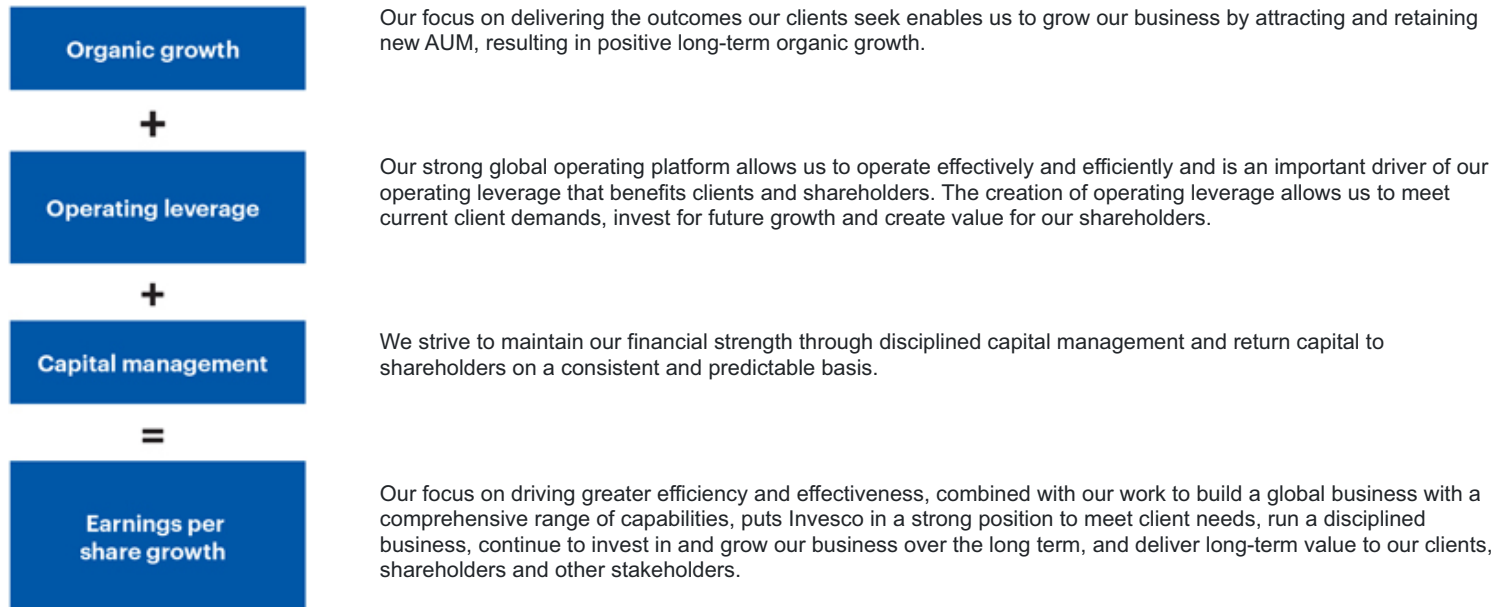 Organic growth
Our focus on delivering the outcomes our clients seek enables us to grow our business by attracting and retaining
new AUM, resulting in positive long-term organic growth.
+
Operating leverage
Our strong global operating platform allows us to operate effectively and efficiently and is an important driver of our
operating leverage that benefits clients and shareholders. The creation of operating leverage allows us to meet
current client demands, invest for future growth and create value for our shareholders.
+
Capital management
We strive to maintain our financial strength through disciplined capital management and return capital to
shareholders on a consistent and predictable basis.
=
Earnings per
share growth
Our focus on driving greater efficiency and effectiveness, combined with our work to build a global business with a
comprehensive range of capabilities, puts Invesco in a strong position to meet client needs, run a disciplined
business, continue to invest in and grow our business over the long term, and deliver long-term value to our clients,
shareholders and other stakeholders.